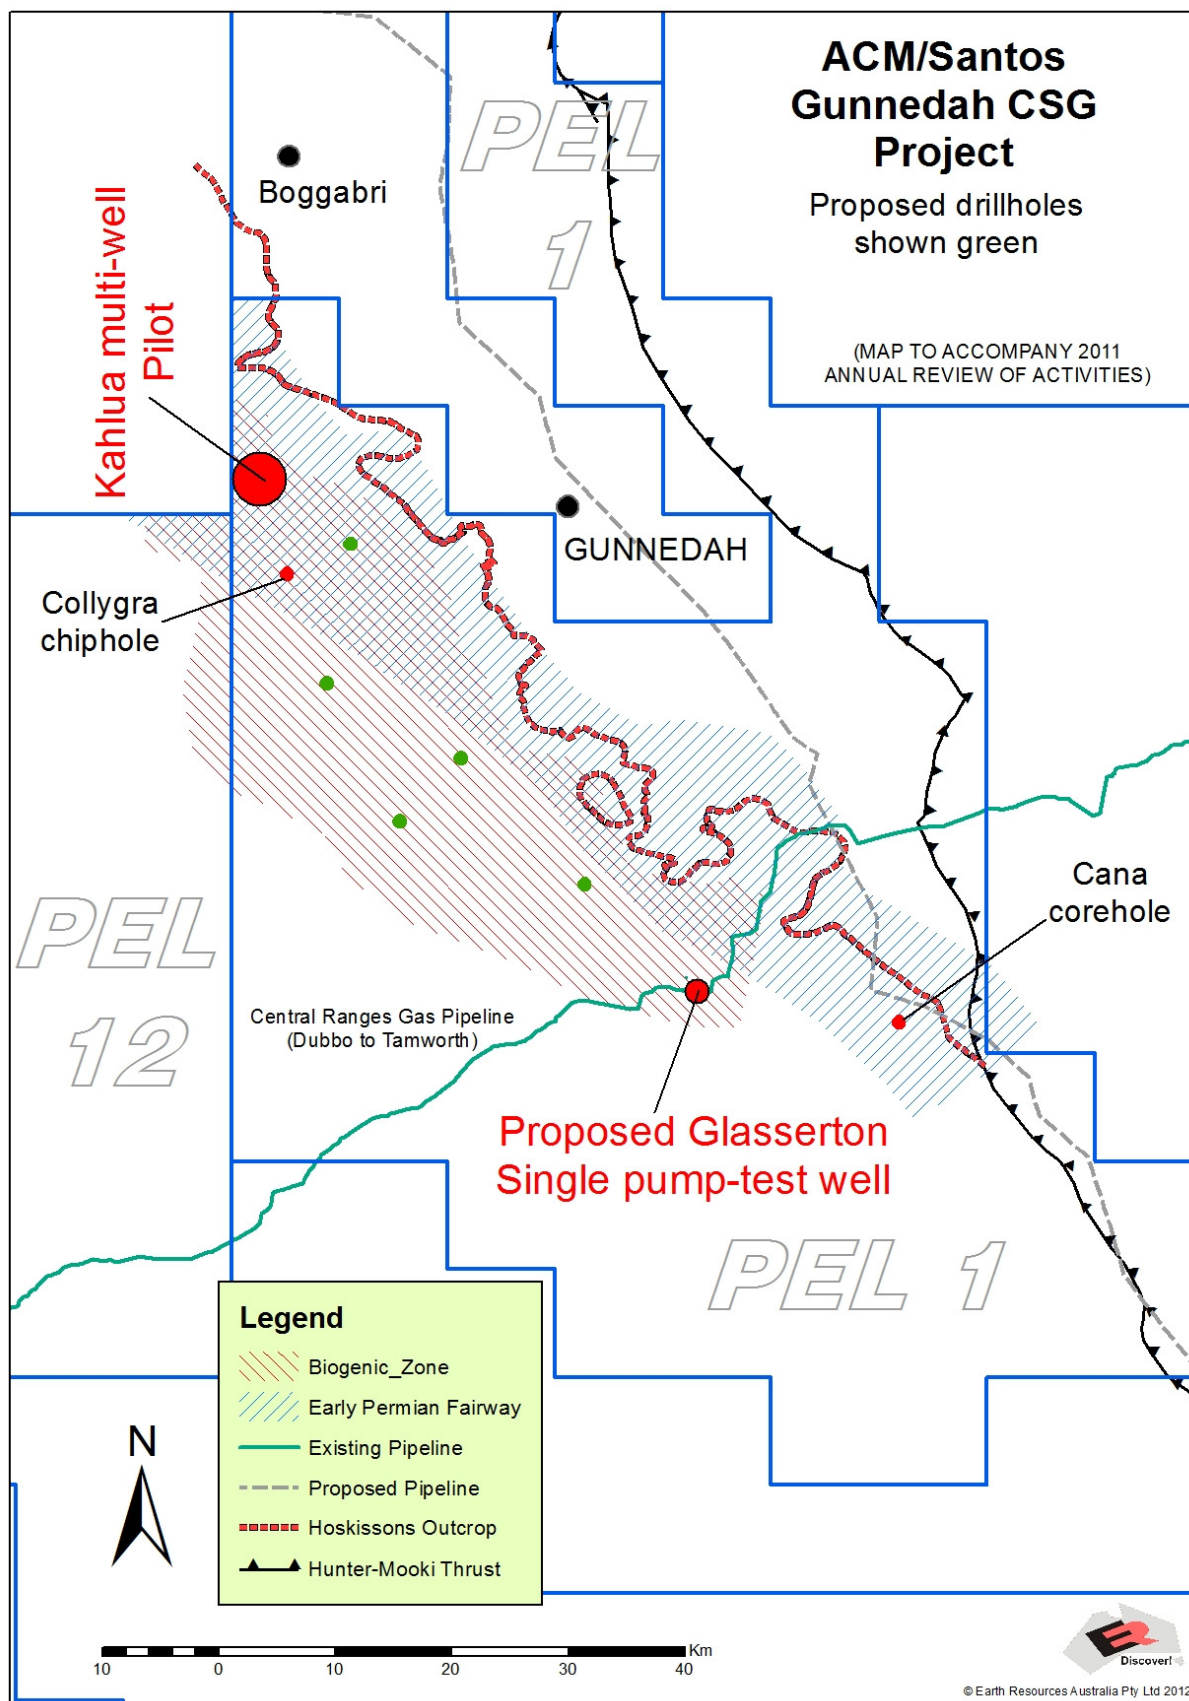 ACM/Santos
Gunnedah CSG
Project
Proposed drillholes
shown green
(MAP TO ACCOMPANY 2011
ANNUAL REVIEW OF ACTIVITIES)
PEL
1
Boggabri
Kahlua multi-well
Pilot
GUNNEDAH
Collygra
chiphole
Cana
corehole
PEL
12
Central Ranges Gas Pipeline
(Dubbo to Tamworth)
Proposed Glasserton
Single pump-test well
PEL 1
Legend
Biogenic_Zone
Early Permian Fairway
Existing Pipeline
Proposed Pipeline
Hoskissons Outcrop
Hunter-Mooki Thrust
N
10 0 10 20 30 40 Km
Discover!
© Earth Resources Australia Pty Ltd 2012